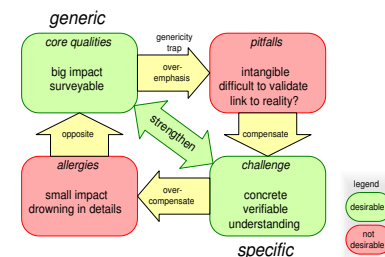 generic
core qualities
big impact
surveyable
genericity
trap
over-
emphasis
pitfalls
intangible
difficult to validate
link to reality?
opposite
strengthen
compensate
allergies
small impact
drowning in details
over-
compensate
challenge
concrete
verifiable
understanding
specific
legend
desirable
not
desirable